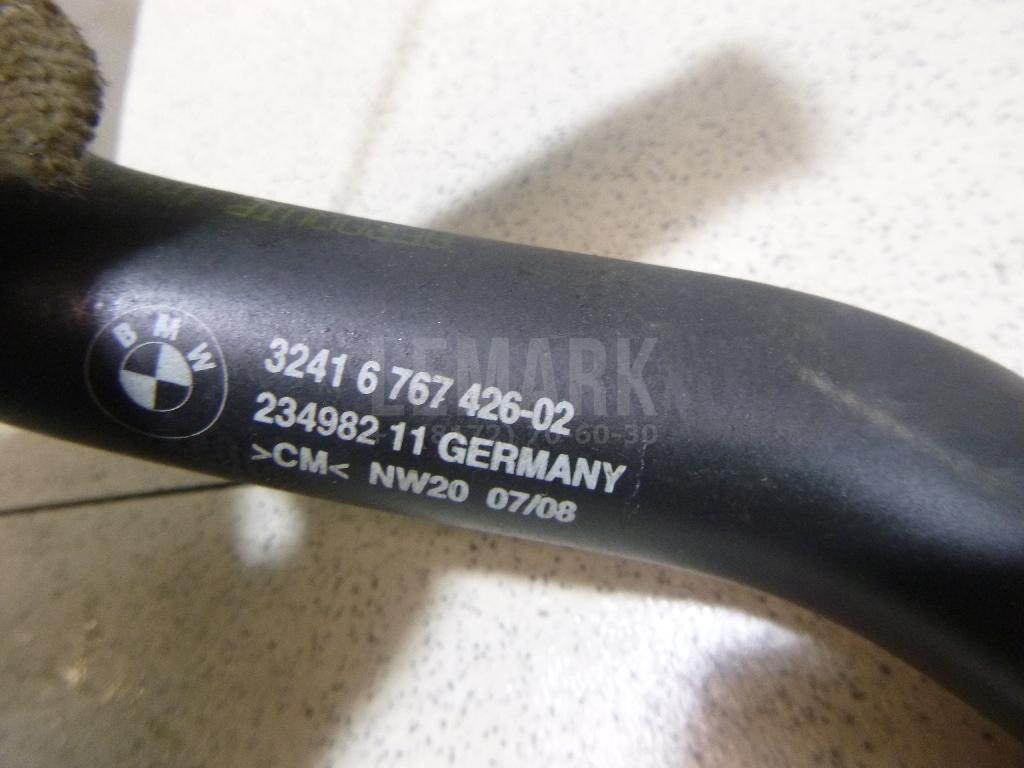 BMW
3241 6 767 426-02
234982 11 GERMANY
>CM< NW20 07/08
LEMARK